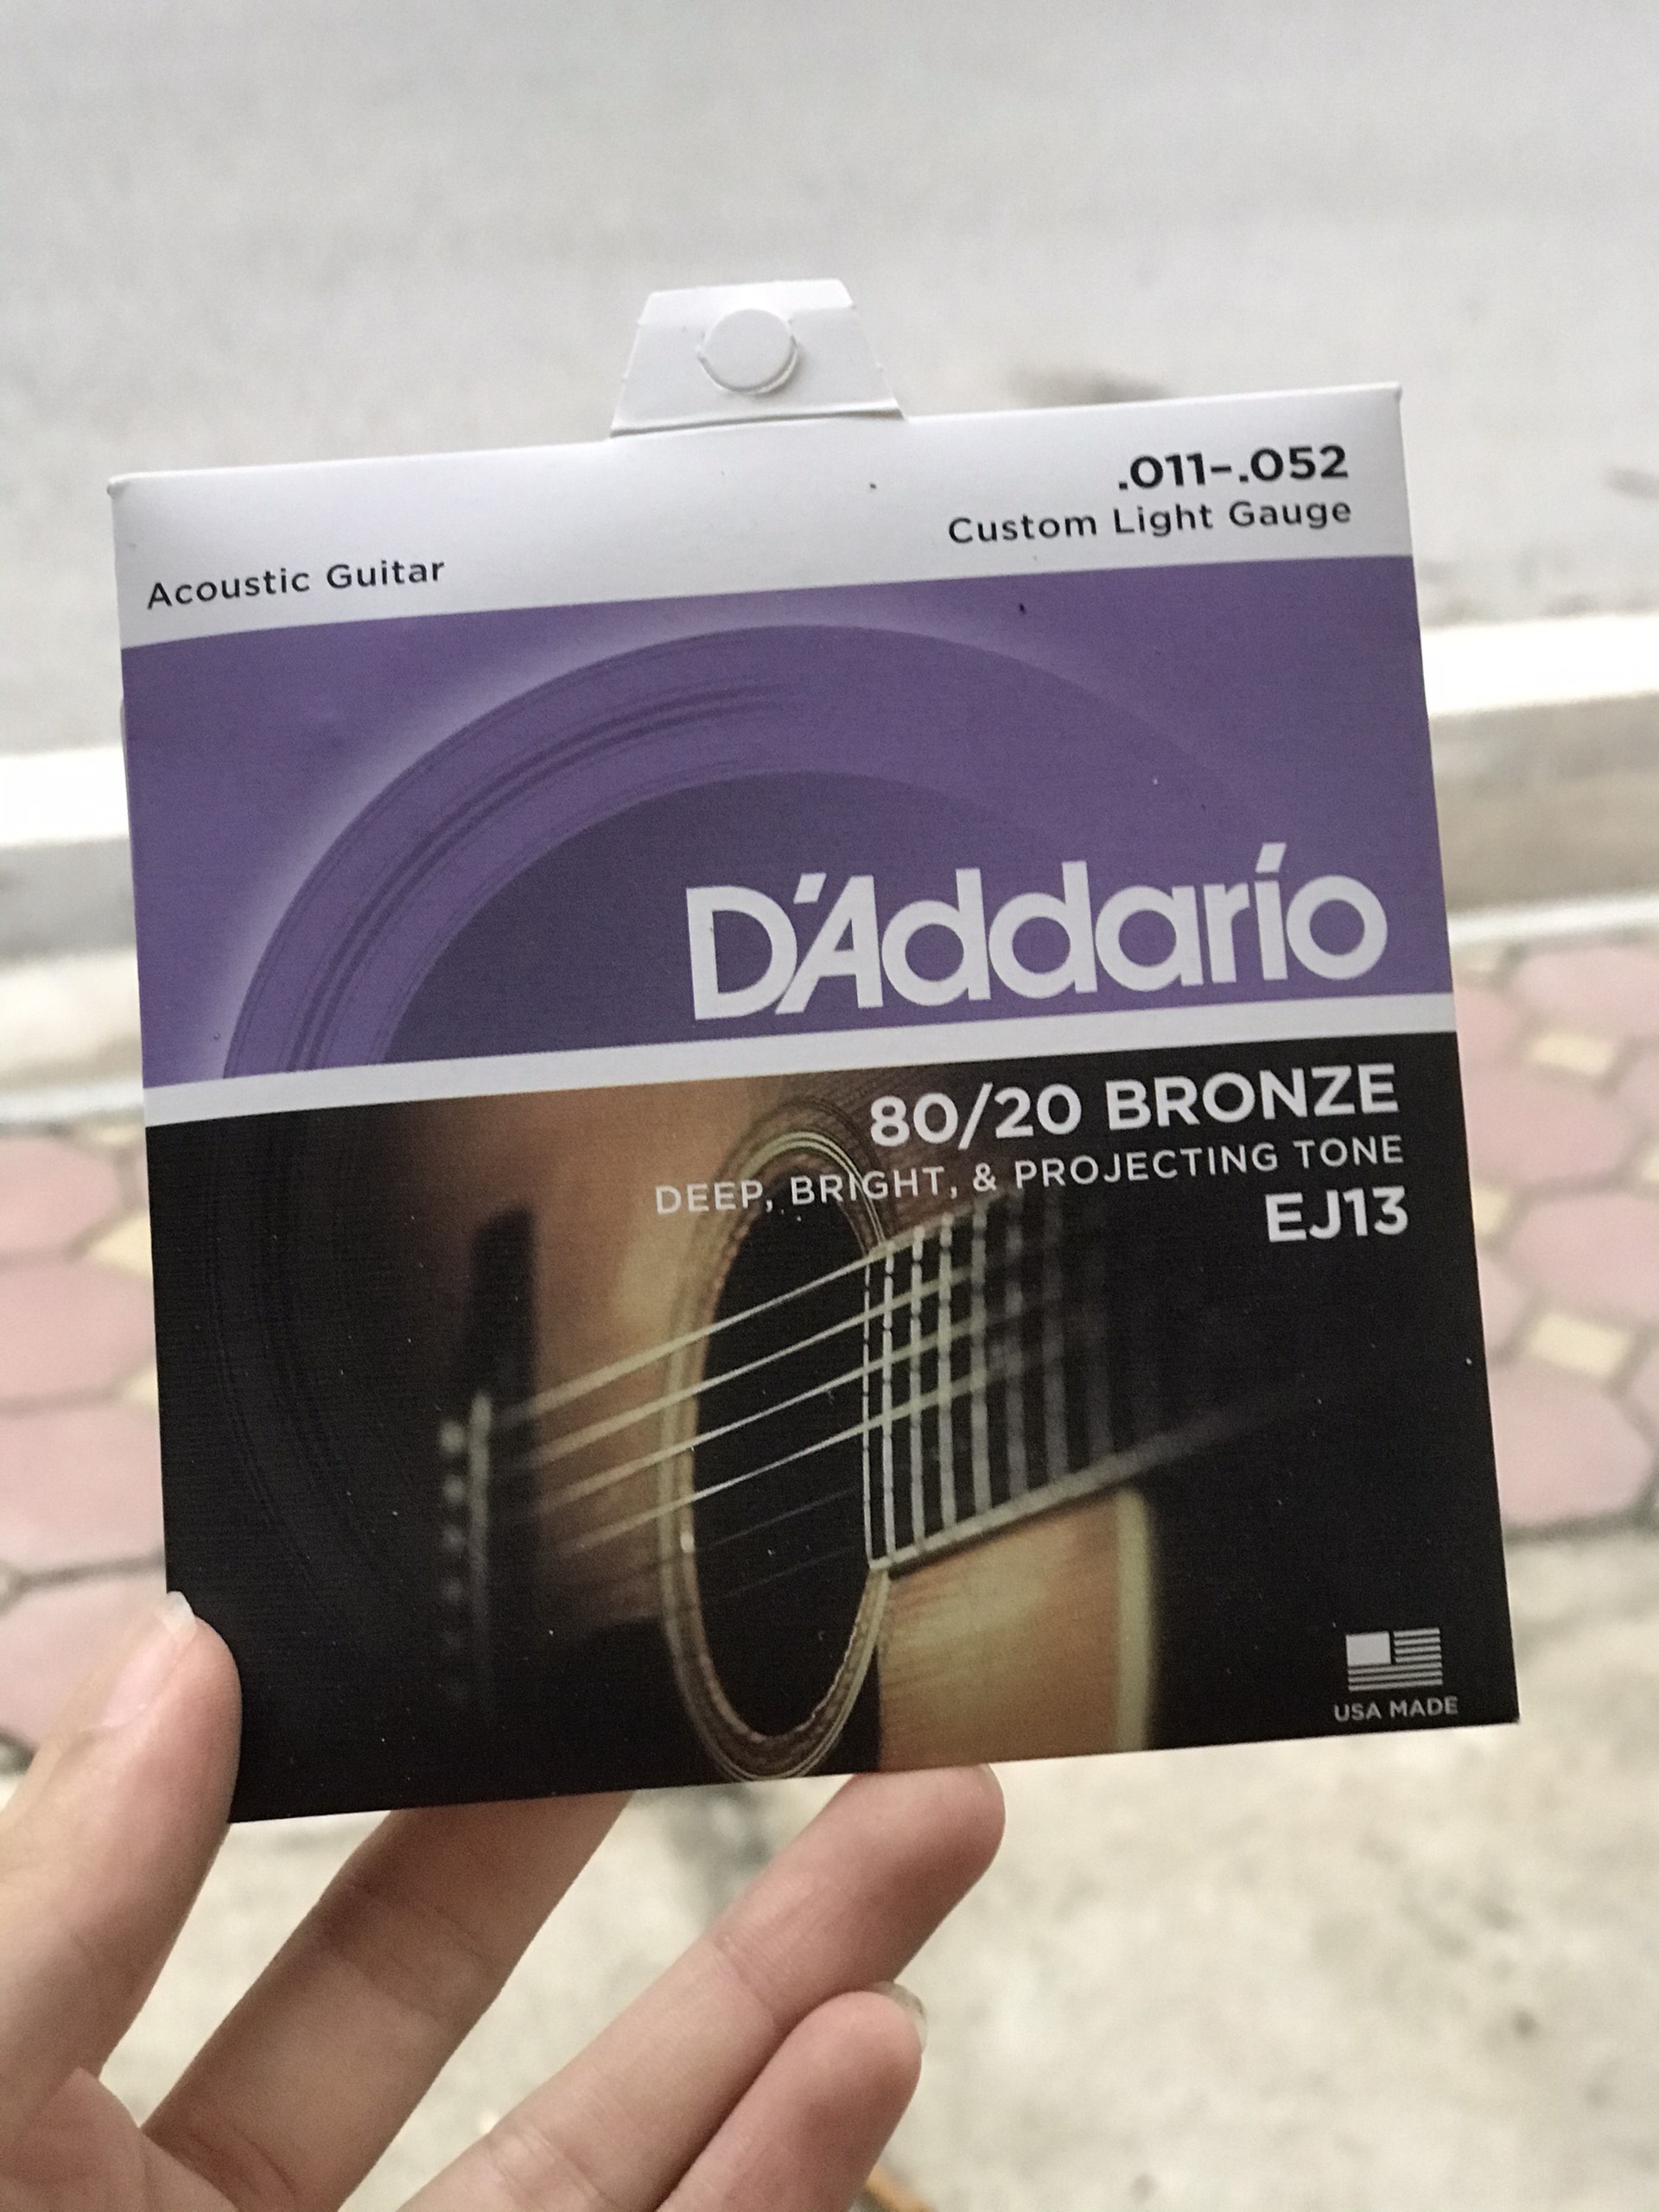 .011–.052
Custom Light Gauge
Acoustic Guitar
D'Addario
80/20 BRONZE
DEEP, BRIGHT, & PROJECTING TONE
EJ13
USA MADE